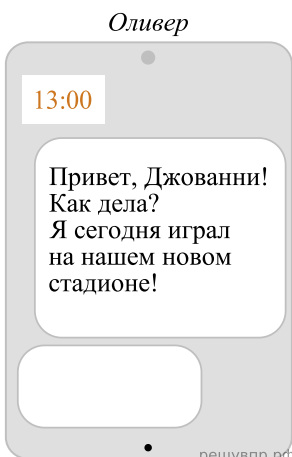 Оливер
13:00
Привет, Джованни!
Как дела?
Я сегодня играл
на нашем новом
стадионе!
решувпр.рф